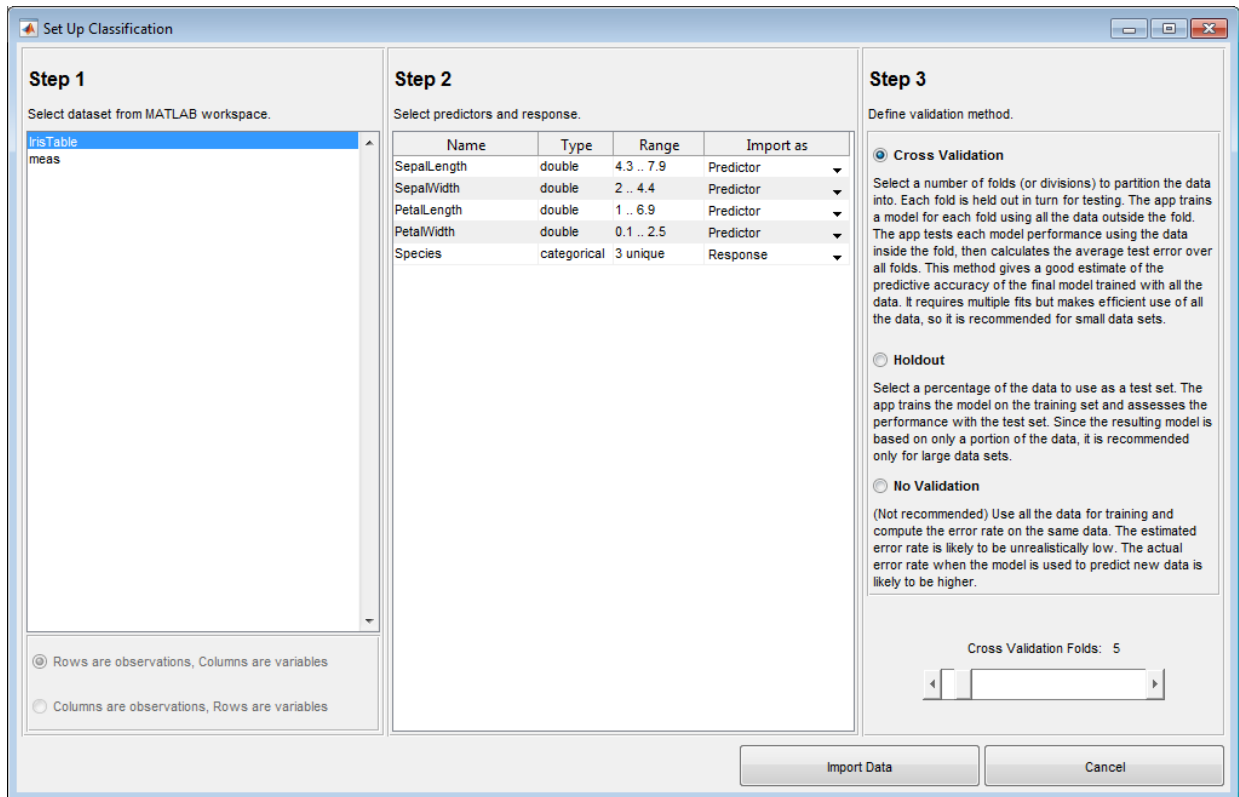 Set Up Classification
Step 1
Select dataset from MATLAB workspace.
IrisTable
meas
Rows are observations, Columns are variables
Columns are observations, Rows are variables
Step 2
Select predictors and response.
Name Type Range Import as
SepalLength double 4.3 .. 7.9 Predictor
SepalWidth double 2 .. 4.4 Predictor
PetalLength double 1 .. 6.9 Predictor
PetalWidth double 0.1 .. 2.5 Predictor
Species categorical 3 unique Response
Step 3
Define validation method.
Cross Validation
Select a number of folds (or divisions) to partition the data
into. Each fold is held out in turn for testing. The app trains
a model for each fold using all the data outside the fold.
The app tests each model performance using the data
inside the fold, then calculates the average test error over
all folds. This method gives a good estimate of the
predictive accuracy of the final model trained with all the
data. It requires multiple fits but makes efficient use of all
the data, so it is recommended for small data sets.
Holdout
Select a percentage of the data to use as a test set. The
app trains the model on the training set and assesses the
performance with the test set. Since the resulting model is
based on only a portion of the data, it is recommended
only for large data sets.
No Validation
(Not recommended) Use all the data for training and
compute the error rate on the same data. The estimated
error rate is likely to be unrealistically low. The actual
error rate when the model is used to predict new data is
likely to be higher.
Cross Validation Folds: 5
Import Data
Cancel